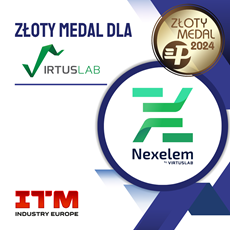 ZŁOTY MEDAL DLA
VIRTUSLAB
ZŁOTY
MEDAL
2024
Nexelem
by VIRTUSLAB
ITM
INDUSTRY EUROPE